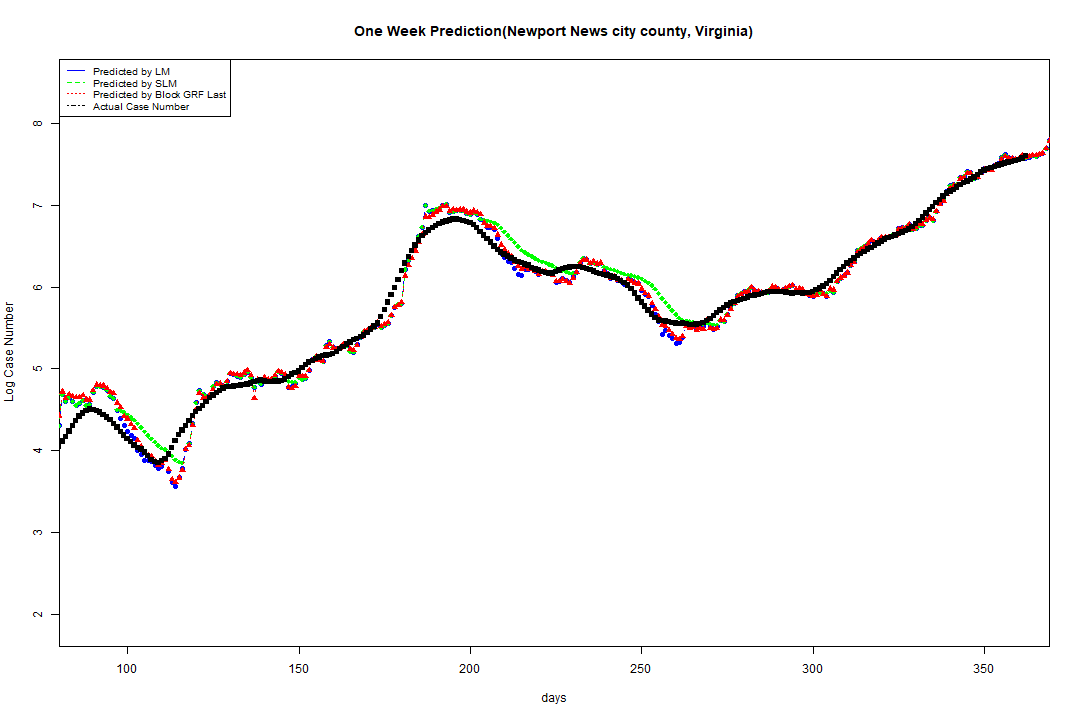 One Week Prediction(Newport News city county, Virginia)
Predicted by LM
Predicted by SLM
Predicted by Block GRF Last
Actual Case Number
8
7
6
5
4
3
2
Log Case Number
100 150 200 250 300 350
days